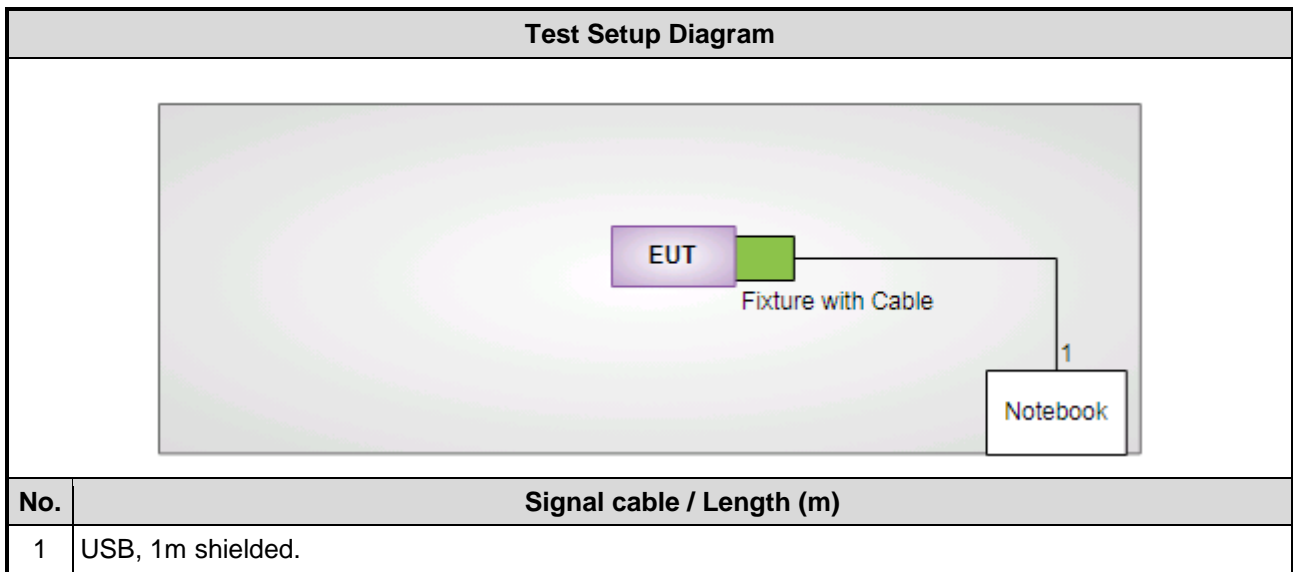 Test Setup Diagram
EUT
Fixture with Cable
1
Notebook
No. Signal cable / Length (m)
1 USB, 1m shielded.